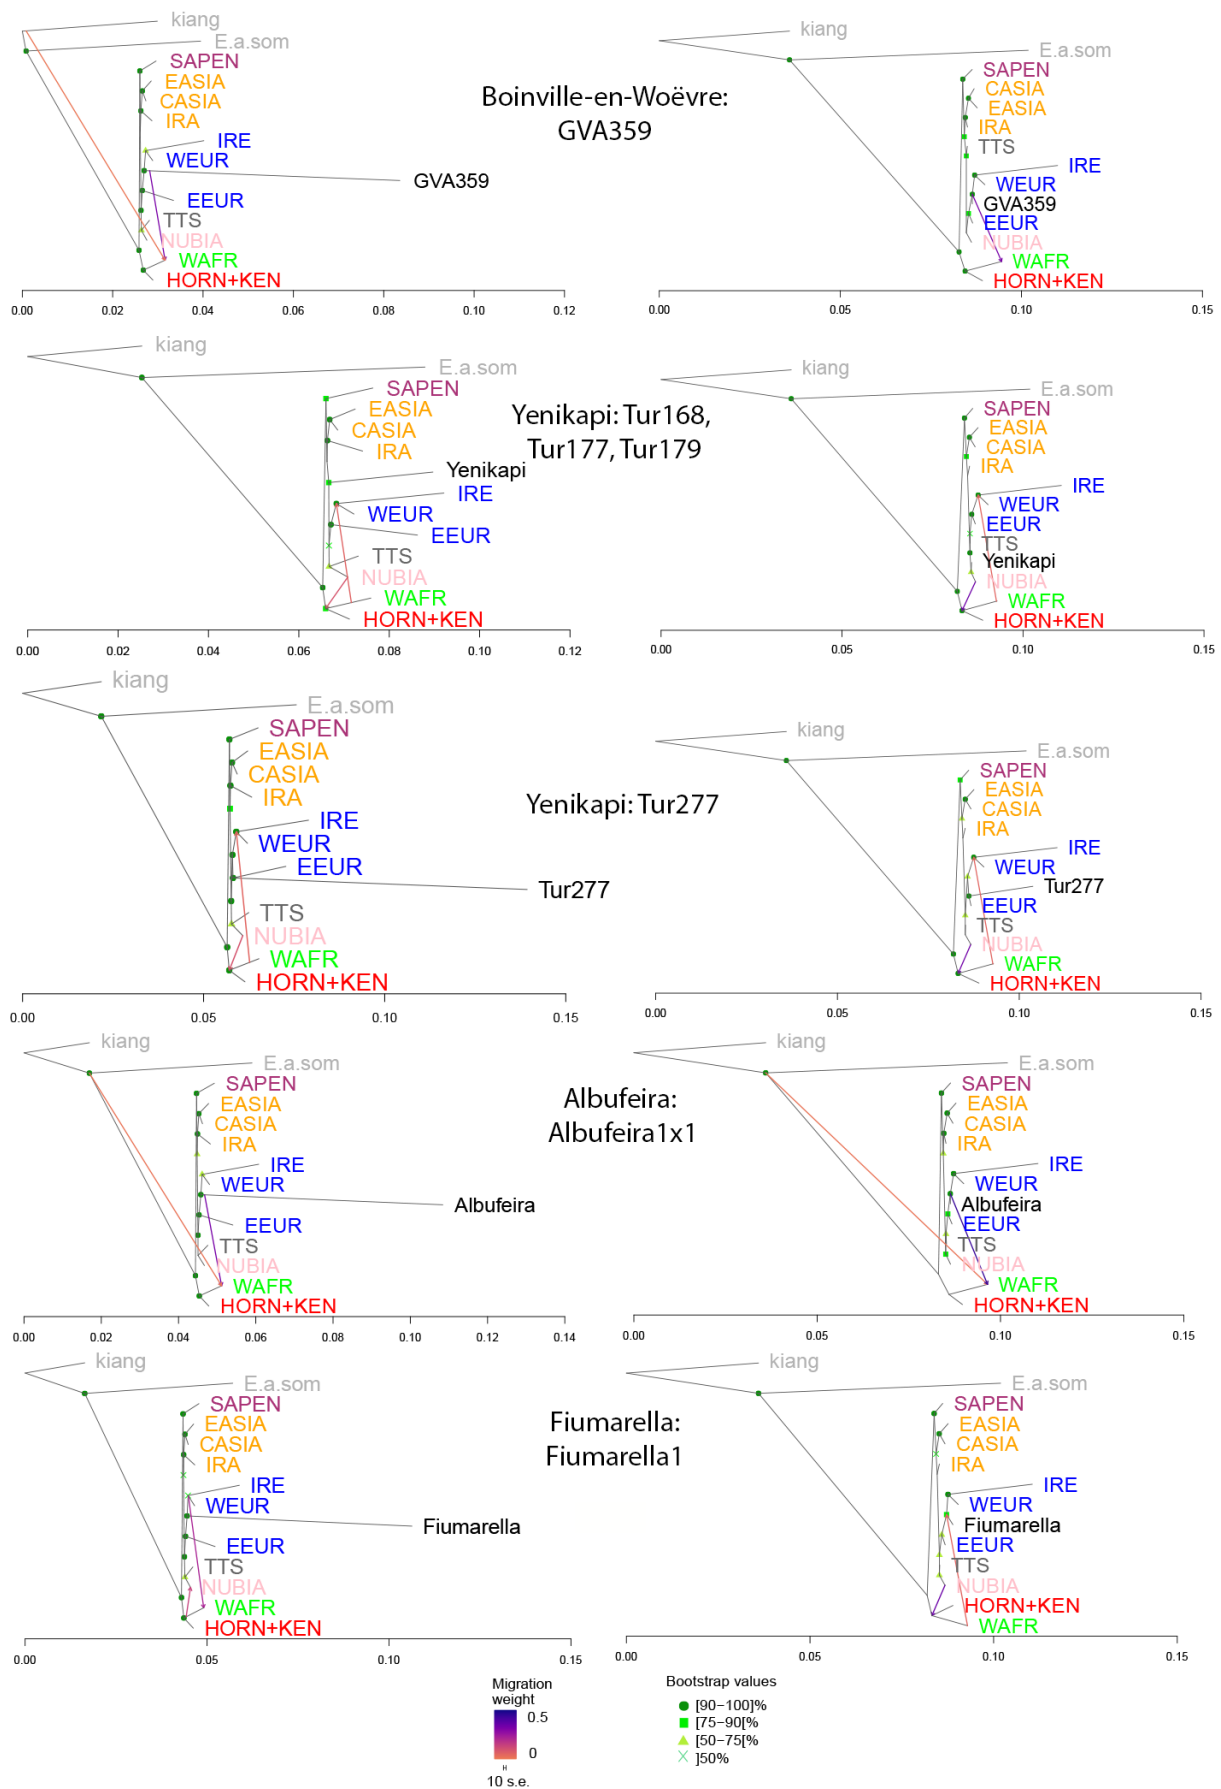 kiang
E.a.som
SAPEN
EASIA
CASIA
IRA
IRE
WEUR
GVA359
EEUR
TTS
NUBIA
WAFR
HORN+KEN
0.00 0.02 0.04 0.06 0.08 0.10 0.12
Boinville-en-Woëvre:
GVA359
kiang
E.a.som
SAPEN
CASIA
EASIA
IRA
TTS
IRE
WEUR
GVA359
EEUR
NUBIA
WAFR
HORN+KEN
0.00 0.05 0.10 0.15
kiang
E.a.som
SAPEN
EASIA
CASIA
IRA
Yenikapi
IRE
WEUR
EEUR
TTS
NUBIA
WAFR
HORN+KEN
0.00 0.02 0.04 0.06 0.08 0.10 0.12
Yenikapi: Tur168,
Tur177, Tur179
kiang
E.a.som
SAPEN
EASIA
CASIA
IRA
IRE
WEUR
EEUR
TTS
Yenikapi
NUBIA
WAFR
HORN+KEN
0.00 0.05 0.10 0.15
kiang
E.a.som
SAPEN
EASIA
CASIA
IRA
IRE
WEUR
EEUR
Tur277
TTS
NUBIA
WAFR
HORN+KEN
0.00 0.05 0.10 0.15
Yenikapi: Tur277
kiang
E.a.som
SAPEN
EASIA
CASIA
IRA
IRE
WEUR
Tur277
EEUR
TTS
NUBIA
WAFR
HORN+KEN
0.00 0.05 0.10 0.15
kiang
E.a.som
SAPEN
EASIA
CASIA
IRA
IRE
WEUR
Albufeira
EEUR
TTS
NUBIA
WAFR
HORN+KEN
0.00 0.02 0.04 0.06 0.08 0.10 0.12 0.14
Albufeira:
Albufeira1x1
kiang
E.a.som
SAPEN
EASIA
CASIA
IRA
IRE
WEUR
Albufeira
EEUR
TTS
NUBIA
WAFR
HORN+KEN
0.00 0.05 0.10 0.15
kiang
E.a.som
SAPEN
EASIA
CASIA
IRA
IRE
WEUR
Fiumarella
EEUR
TTS
NUBIA
WAFR
HORN+KEN
0.00 0.05 0.10 0.15
Fiumarella:
Fiumarella1
kiang
E.a.som
SAPEN
EASIA
CASIA
IRA
IRE
WEUR
Fiumarella
EEUR
TTS
NUBIA
HORN+KEN
WAFR
0.00 0.05 0.10 0.15
Migration
weight
0.5
0
10 s.e.
Bootstrap values
[90−100]%
[75−90[%
[50−75[%
]50%